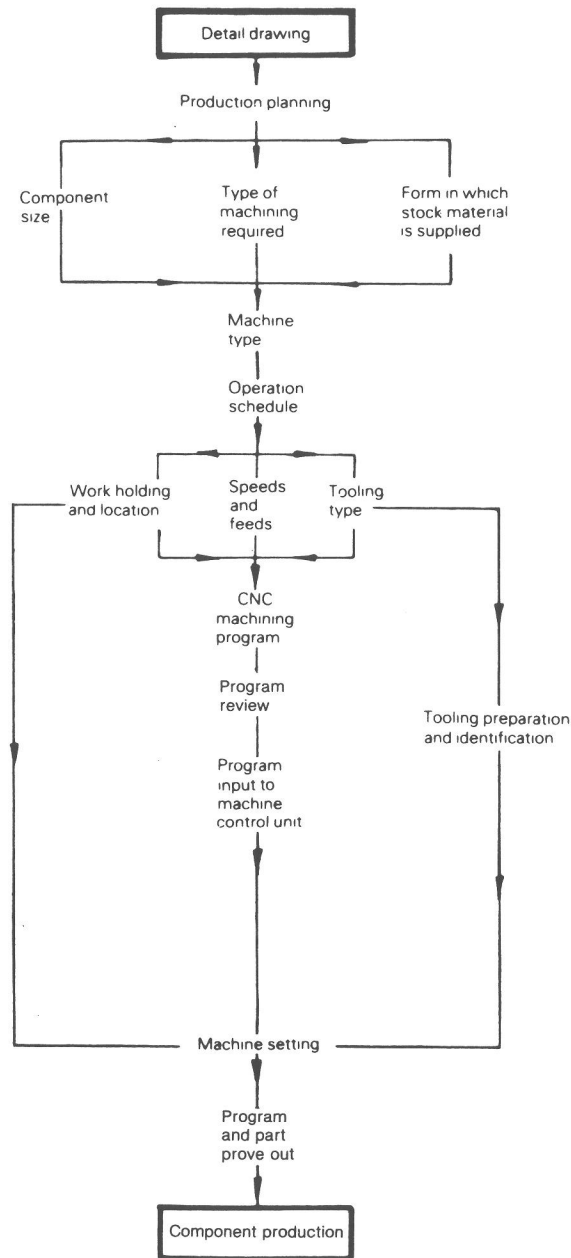 Detail drawing
Production planning
Component
size
Type of
machining
required
Form in which
stock material
is supplied
Machine
type
Operation
schedule
Work holding
and location
Speeds
and
feeds
Tooling
type
CNC
machining
program
Program
review
Tooling preparation
and identification
Program
input to
machine
control unit
Machine setting
Program
and part
prove out
Component production